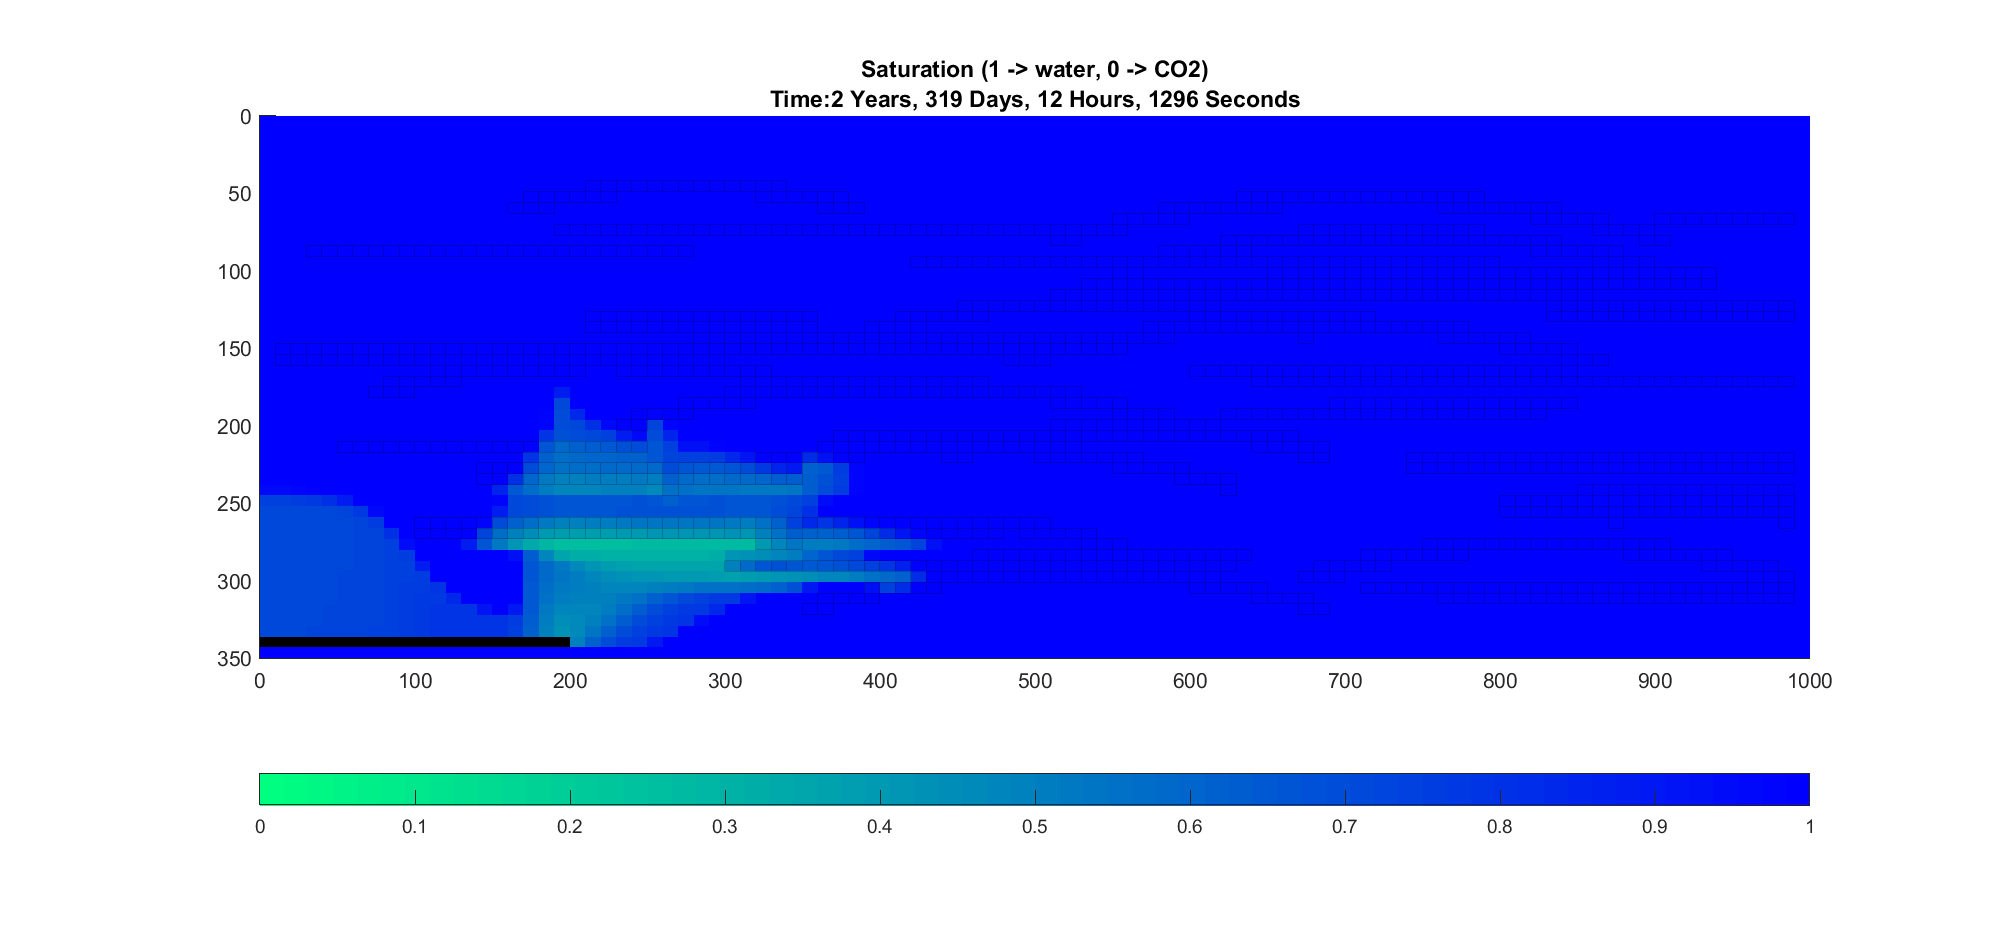 Saturation (1 -> water, 0 -> CO2)
Time:2 Years, 319 Days, 12 Hours, 1296 Seconds
0
50
100
150
200
250
300
350
0 100 200 300 400 500 600 700 800 900 1000
0 0.1 0.2 0.3 0.4 0.5 0.6 0.7 0.8 0.9 1